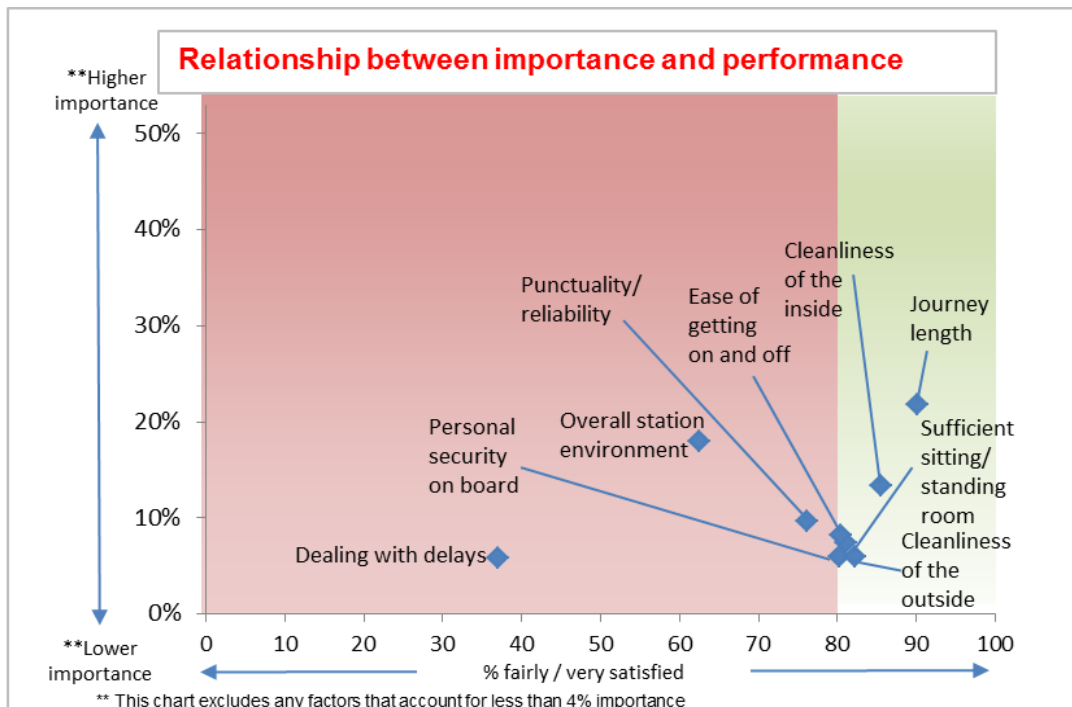 Relationship between importance and performance
**Higher
importance
50%
40%
30%
20%
10%
0%
**Lower
importance
Punctuality/
reliability
Ease of
getting
on and off
Cleanliness
of the
inside
Journey
length
Personal
security
on board
Overall station
environment
Sufficient
sitting/
standing
room
Dealing with delays
Cleanliness
of the
outside
0 10 20 30 40 50 60 70 80 90 100
% fairly / very satisfied
** This chart excludes any factors that account for less than 4% importance